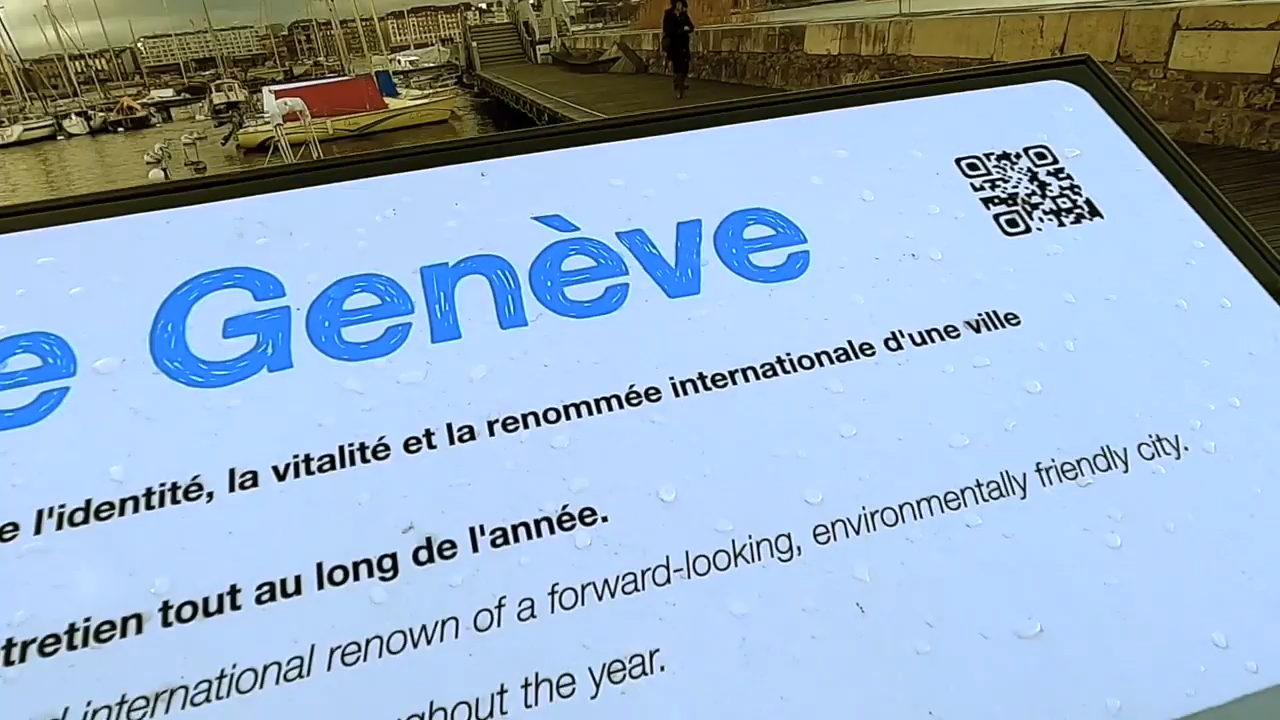 e Genève
e l'identité, la vitalité et la renommée internationale d'une ville
tretien tout au long de l'année.
international renown of a forward-looking, environmentally friendly city.
ghout the year.